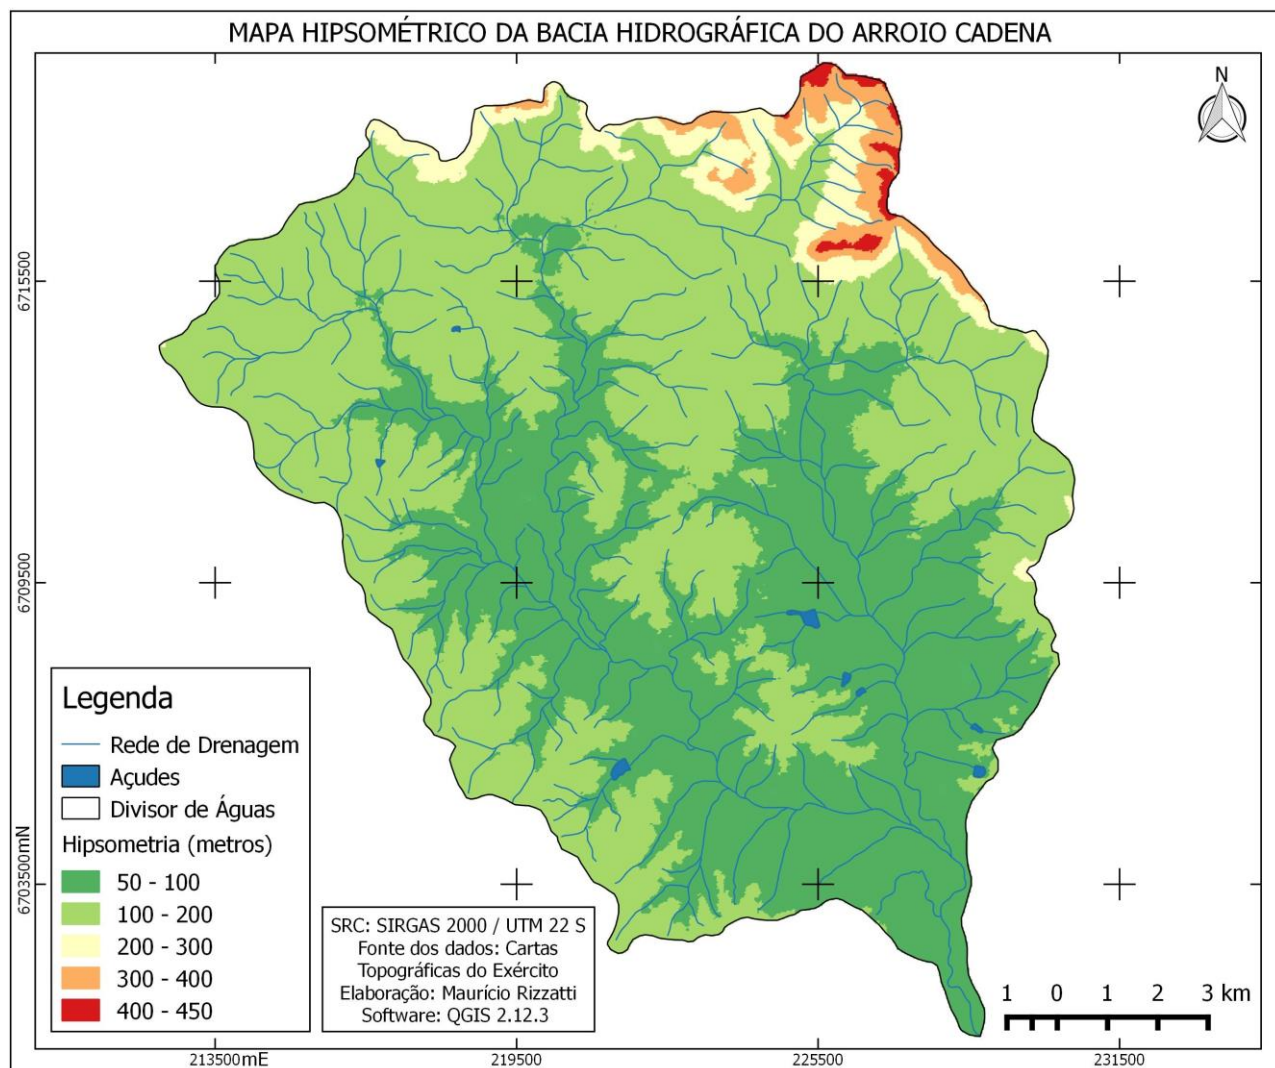 MAPA HIPSOMÉTRICO DA BACIA HIDROGRÁFICA DO ARROIO CADENA
N
6715500
6709500
6703500mN
Legenda
Rede de Drenagem
Açudes
Divisor de Águas
Hipsometria (metros)
50 - 100
100 - 200
200 - 300
300 - 400
400 - 450
SRC: SIRGAS 2000 / UTM 22 S
Fonte dos dados: Cartas
Topográficas do Exército
Elaboração: Maurício Rizzatti
Software: QGIS 2.12.3
1 0 1 2 3 km
213500mE 219500 225500 231500